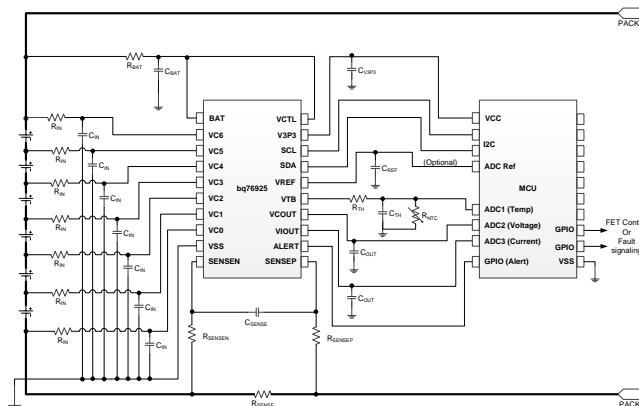 PACK
RBAT
CBAT
CV3P3
RIN
CIN
RIN
CIN
RIN
CIN
RIN
CIN
RIN
CIN
RIN
CIN
RIN
CIN
BAT
VC6
VC5
VC4
VC3
VC2
VC1
VC0
VSS
SENSEN
bq76925
VCTL
V3P3
SCL
SDA
VREF
VTB
VCOUT
VIOUT
ALERT
SENSEP
CREF
(Optional)
RTH
CTH
RNTC
COUT
COUT
VCC
I2C
ADC Ref
MCU
ADC1 (Temp)
ADC2 (Voltage)
ADC3 (Current)
GPIO (Alert)
GPIO
GPIO
VSS
FET Cont
Or
Fault
signaling
RSENSEN
CSENSE
RSENSEP
RSENSE
PACK